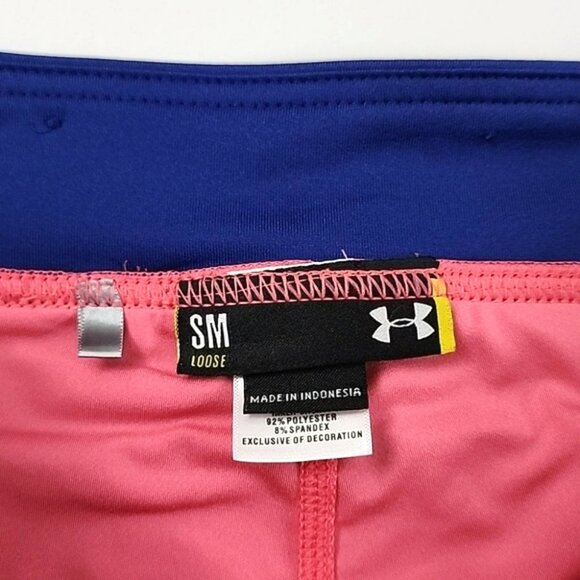 SM
LOOSE
MADE IN INDONESIA
92% POLYESTER
8% SPANDEX
EXCLUSIVE OF DECORATION